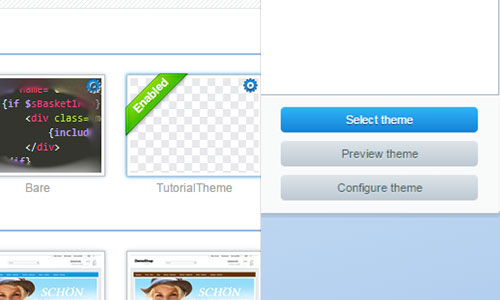 name=
{if $sBasketIn
<div class=
{includ
</div>
{/if}
Enabled
Bare
TutorialTheme
Select theme
Preview theme
Configure theme
DemoShop
SCHÖN
SCHÖN